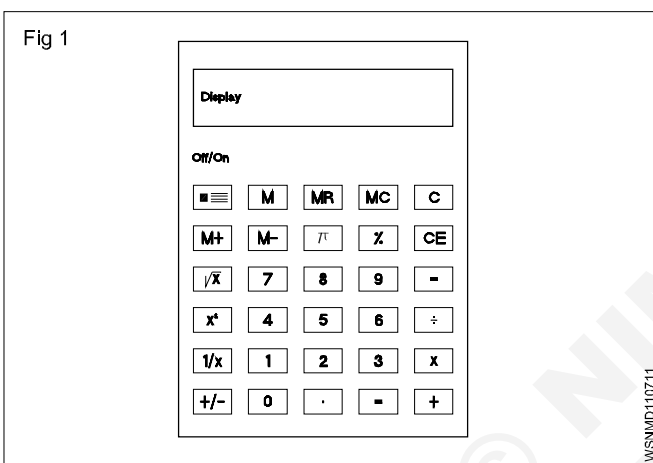 Fig 1
Display
Off/On
M MR MC C
M+ M- π % CE
√x 7 8 9 -
x² 4 5 6 ÷
1/x 1 2 3 x
+/- 0 . = +
WSNMD110711